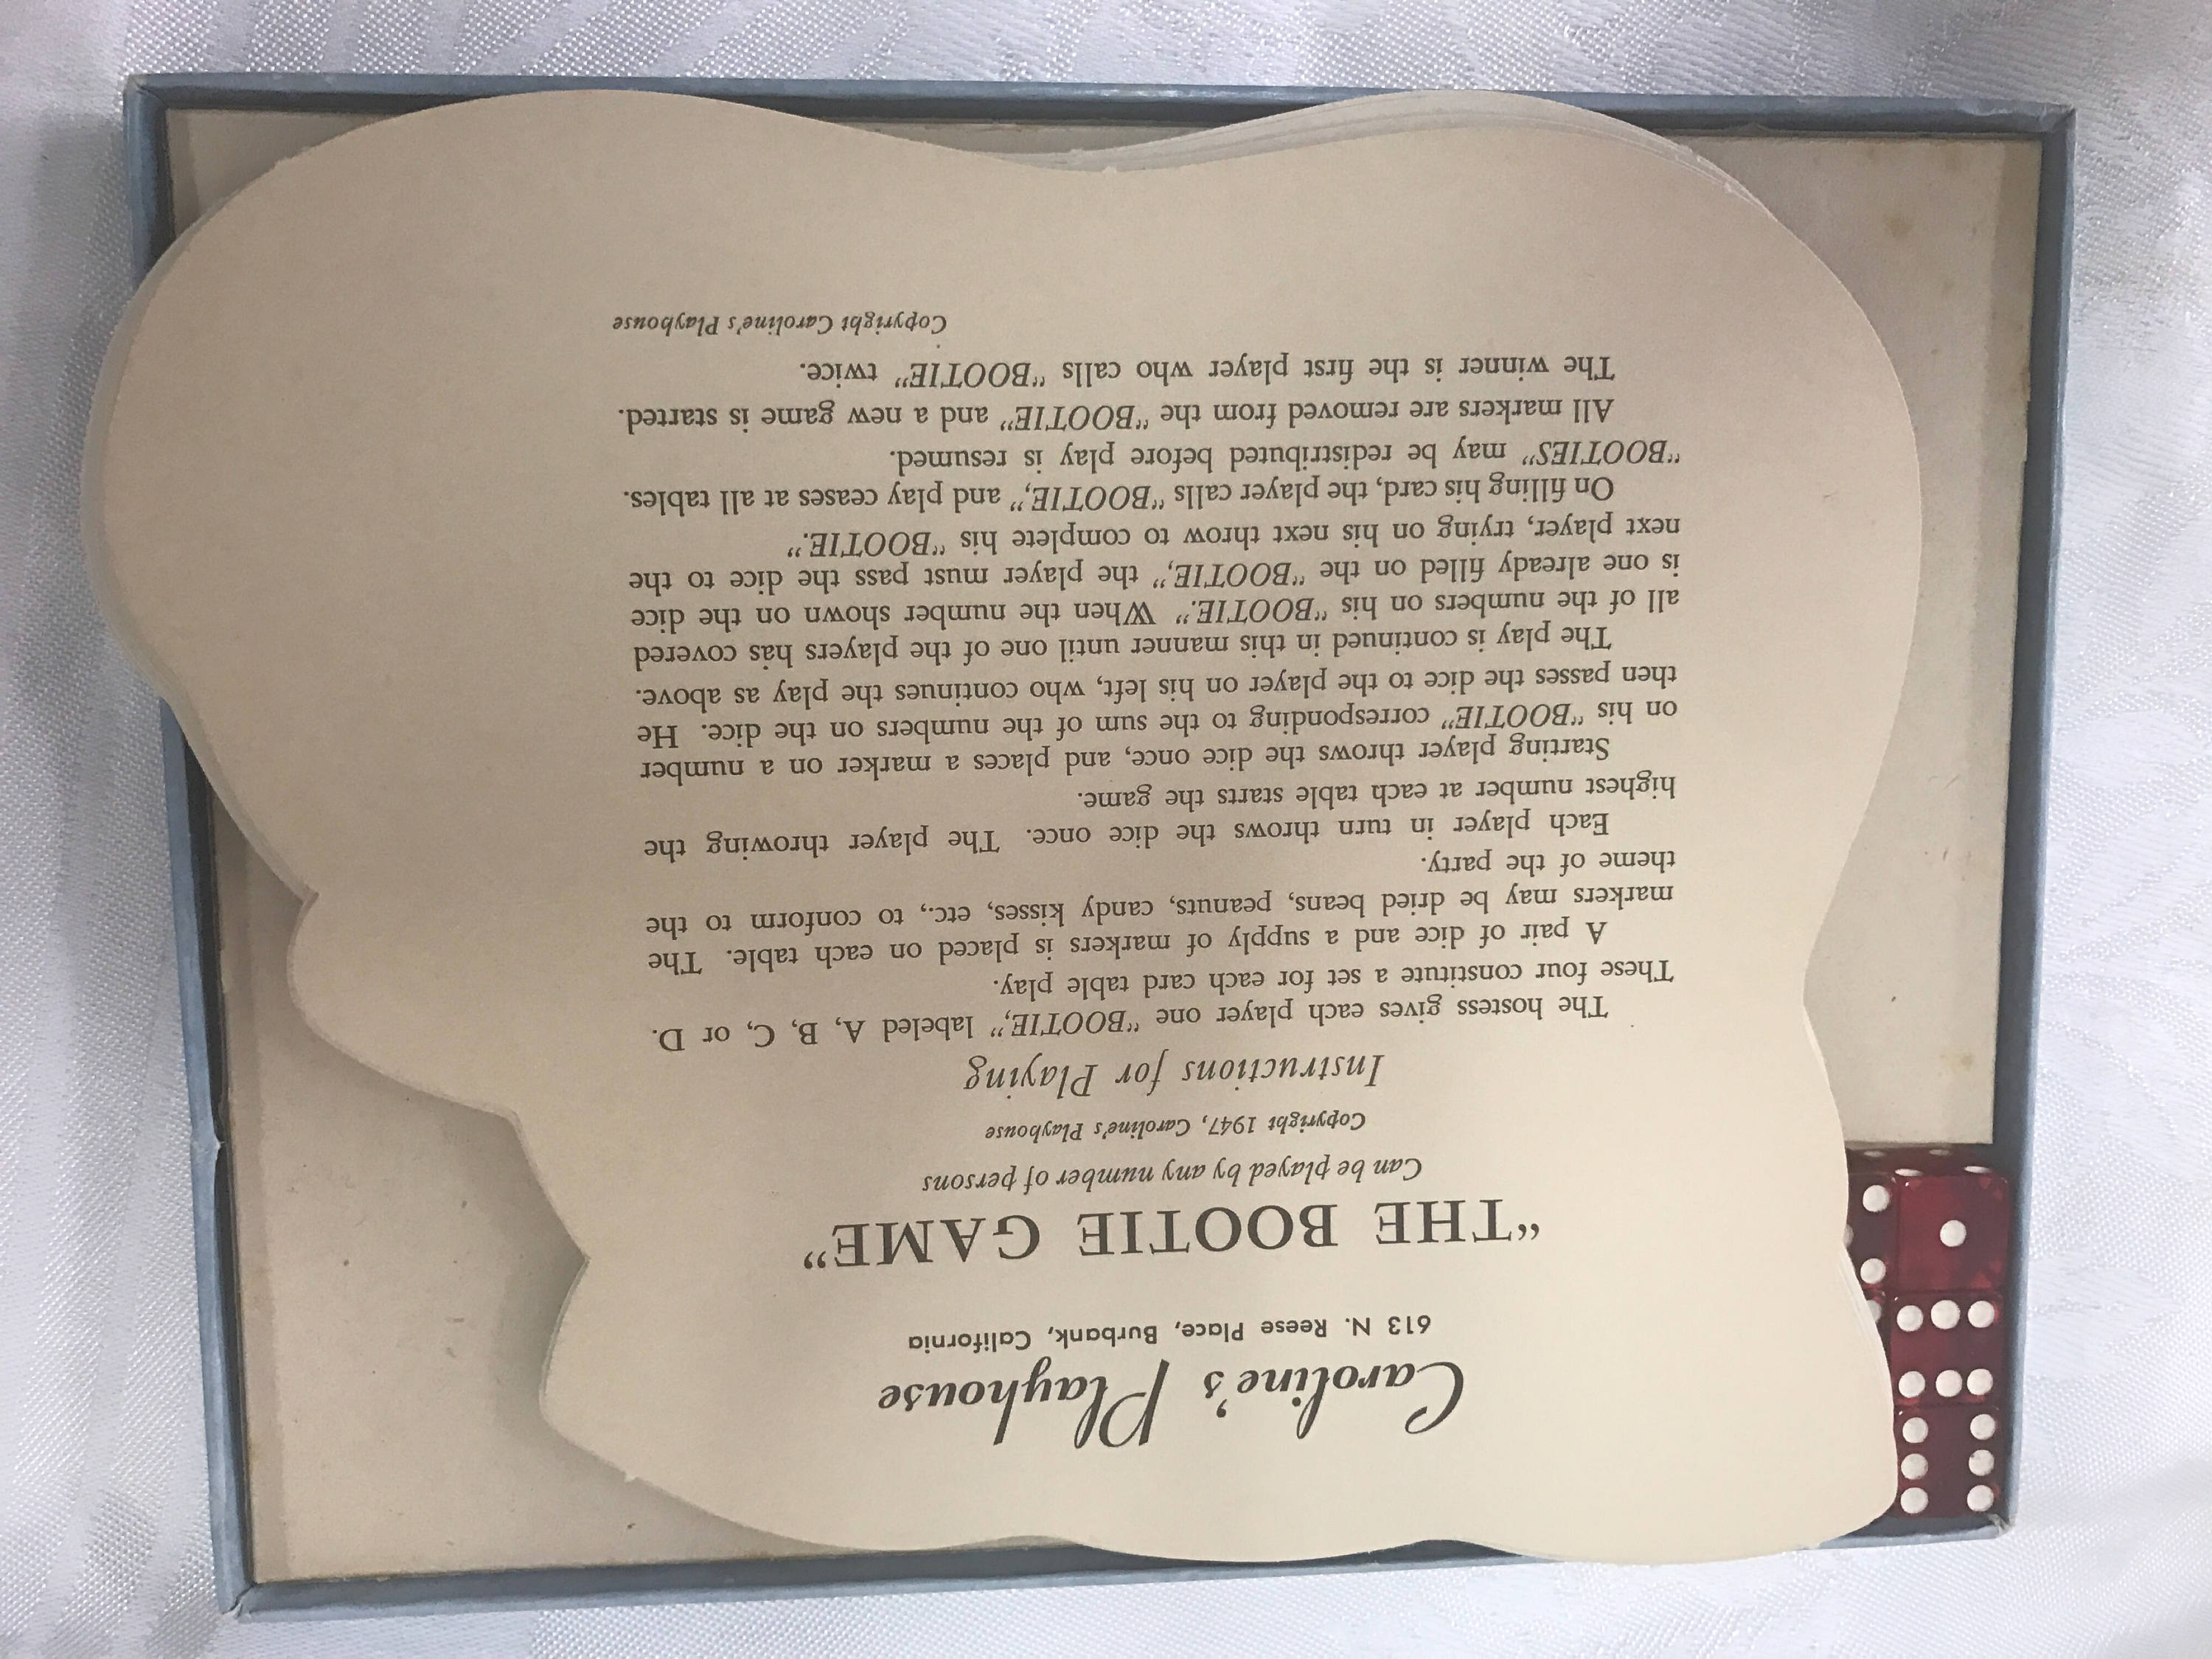 Caroline's Playhouse
613 N. Reese Place, Burbank, California
"THE BOOTIE GAME"
Can be played by any number of persons
Copyright 1947, Caroline's Playhouse
Instructions for Playing
The hostess gives each player one "BOOTIE," labeled A, B, C, or D.
These four constitute a set for each card table play.
A pair of dice and a supply of markers is placed on each table. The
markers may be dried beans, peanuts, candy kisses, etc., to conform to the
theme of the party.
Each player in turn throws the dice once. The player throwing the
highest number at each table starts the game.
Starting player throws the dice once, and places a marker on a number
on his "BOOTIE" corresponding to the sum of the numbers on the dice. He
then passes the dice to the player on his left, who continues the play as above.
The play is continued in this manner until one of the players has covered
all of the numbers on his "BOOTIE." When the number shown on the dice
is one already filled on the "BOOTIE," the player must pass the dice to the
next player, trying on his next throw to complete his "BOOTIE."
On filling his card, the player calls "BOOTIE," and play ceases at all tables.
"BOOTIES" may be redistributed before play is resumed.
All markers are removed from the "BOOTIE" and a new game is started.
The winner is the first player who calls "BOOTIE" twice.
Copyright Caroline's Playhouse